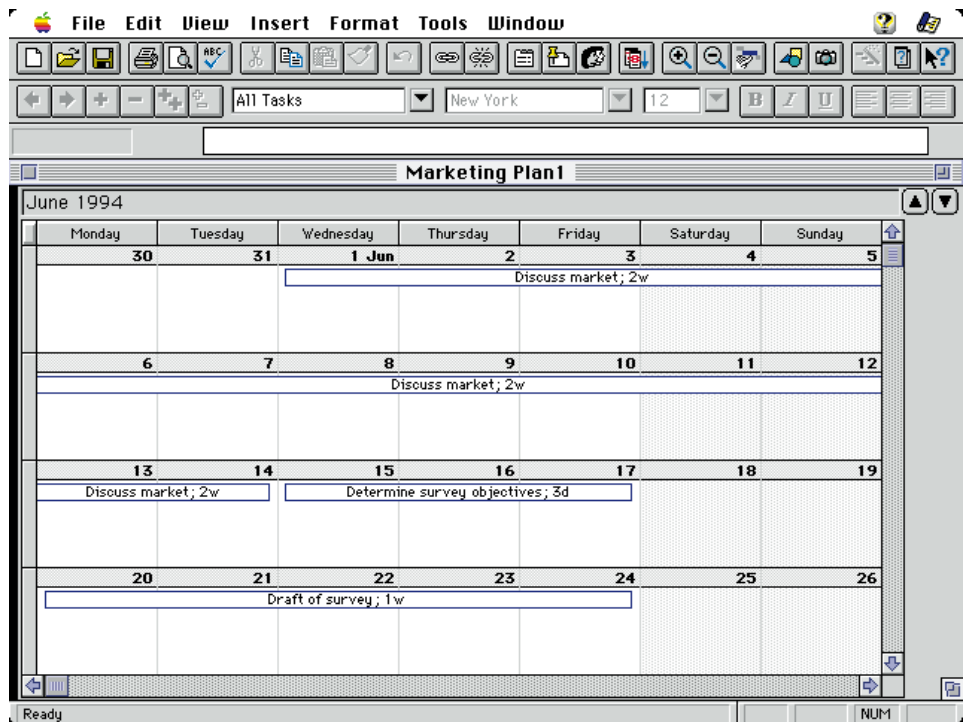 File Edit View Insert Format Tools Window
ABC
All Tasks New York 12 B I U
Marketing Plan1
June 1994
Monday Tuesday Wednesday Thursday Friday Saturday Sunday
30 31 1 Jun 2 3 4 5
Discuss market; 2w
6 7 8 9 10 11 12
Discuss market; 2w
13 14 15 16 17 18 19
Discuss market; 2w Determine survey objectives; 3d
20 21 22 23 24 25 26
Draft of survey; 1w
Ready NUM